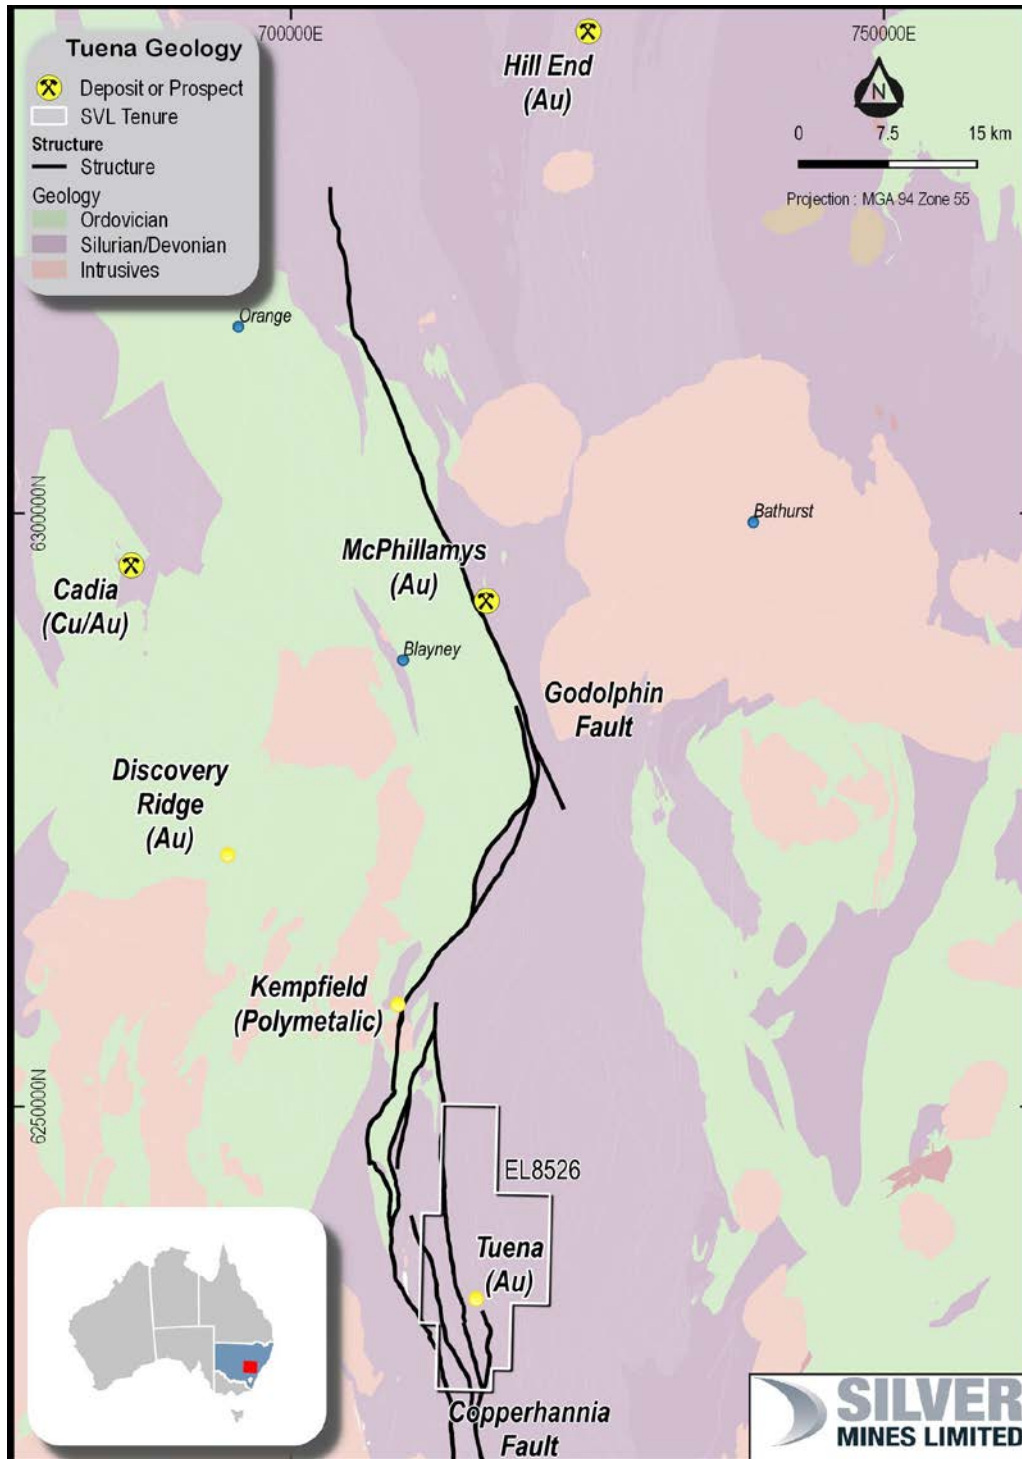 700000E
750000E
Tuena Geology
Deposit or Prospect
SVL Tenure
Structure
Structure
Geology
Ordovician
Silurian/Devonian
Intrusives
Hill End
(Au)
N
0 7.5 15 km
Projection : MGA 94 Zone 55
Orange
6300000N
Bathurst
McPhillamys
(Au)
Cadia
(Cu/Au)
Blayney
Godolphin
Fault
Discovery
Ridge
(Au)
Kempfield
(Polymetalic)
6250000N
EL8526
Tuena
(Au)
Copperhannia
Fault
SILVER
MINES LIMITED